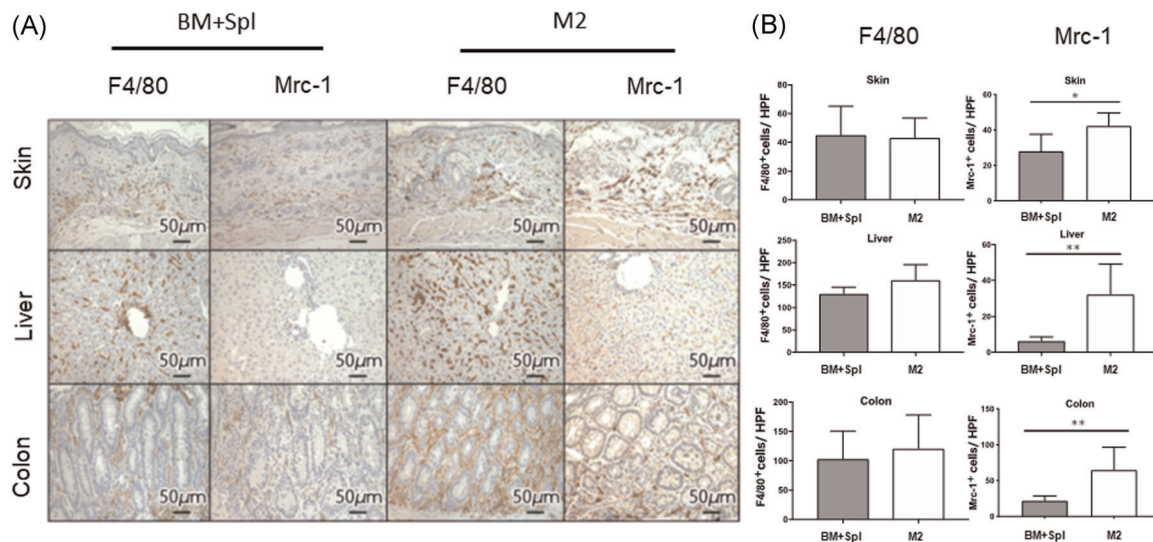 (A)
BM+Spl
M2
F4/80
Mrc-1
F4/80
Mrc-1
Skin
50μm
50μm
50μm
50μm
Liver
50μm
50μm
50μm
50μm
Colon
50μm
50μm
50μm
50μm
(B)
F4/80
Mrc-1
Skin
F4/80⁺cells/ HPF
80
60
40
20
0
BM+Spl
M2
Skin
*
Mrc-1⁺ cells/ HPF
60
40
20
0
BM+Spl
M2
Liver
F4/80⁺cells/ HPF
250
200
150
100
50
0
BM+Spl
M2
Liver
**
Mrc-1⁺ cells/ HPF
60
40
20
0
BM+Spl
M2
Colon
F4/80⁺cells/ HPF
200
150
100
50
0
BM+Spl
M2
Colon
**
Mrc-1⁺ cells/ HPF
150
100
50
0
BM+Spl
M2